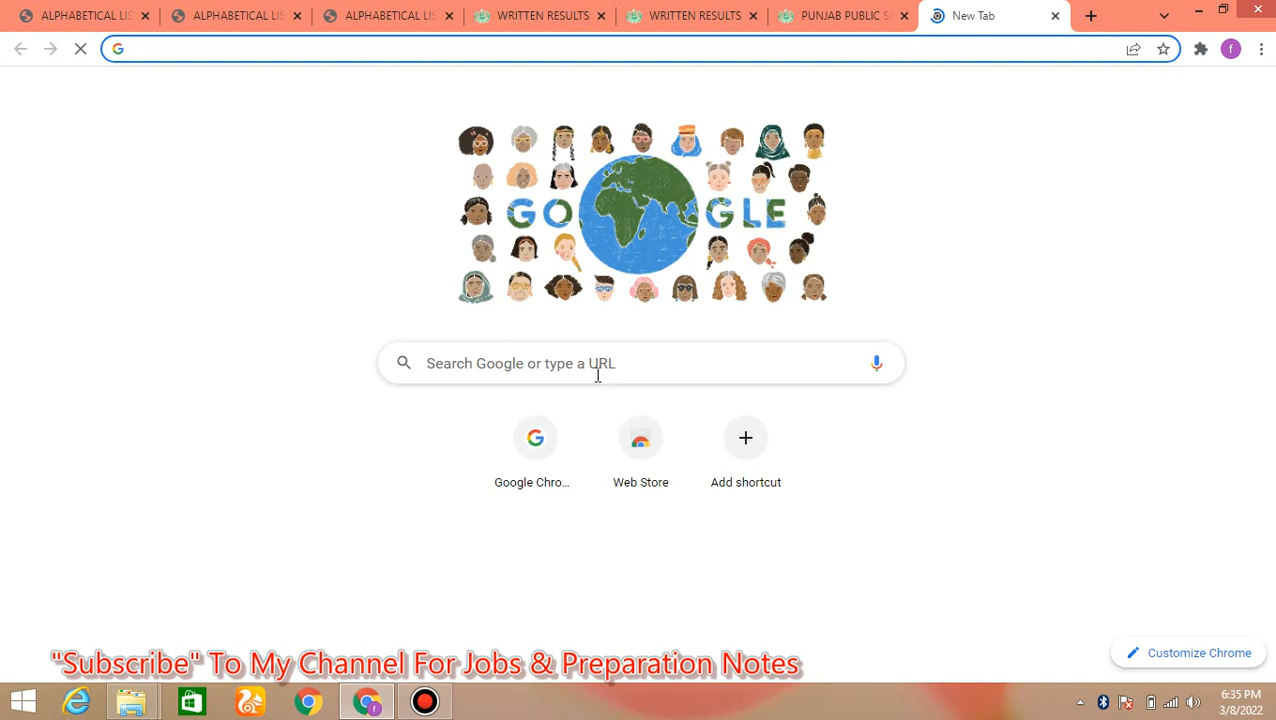 ALPHABETICAL LIS
ALPHABETICAL LIS
ALPHABETICAL LIS
WRITTEN RESULTS
WRITTEN RESULTS
PUNJAB PUBLIC S
New Tab
f
GO GLE
Search Google or type a URL
Google Chro...
Web Store
Add shortcut
"Subscribe" To My Channel For Jobs & Preparation Notes
Customize Chrome
f
6:35 PM
3/8/2022